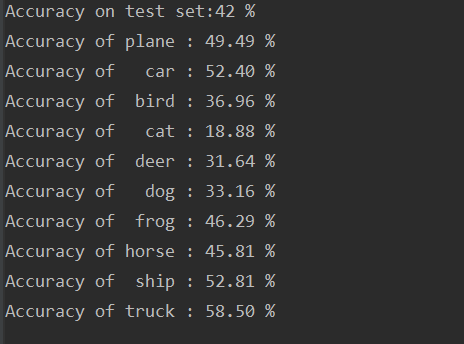 Accuracy on test set:42 %
Accuracy of plane : 49.49 %
Accuracy of   car : 52.40 %
Accuracy of  bird : 36.96 %
Accuracy of   cat : 18.88 %
Accuracy of  deer : 31.64 %
Accuracy of   dog : 33.16 %
Accuracy of  frog : 46.29 %
Accuracy of horse : 45.81 %
Accuracy of  ship : 52.81 %
Accuracy of truck : 58.50 %